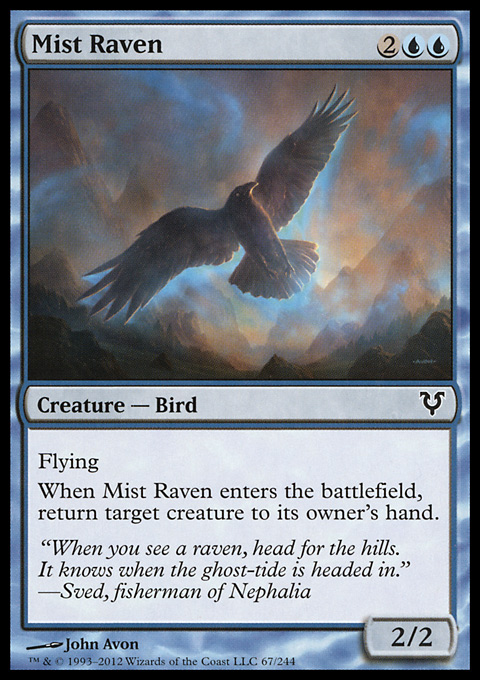 Mist Raven 2
Creature — Bird
Flying
When Mist Raven enters the battlefield,
return target creature to its owner's hand.
“When you see a raven, head for the hills.
It knows when the ghost-tide is headed in.”
—Sved, fisherman of Nephalia
2/2
John Avon
™ & © 1993–2012 Wizards of the Coast LLC 67/244